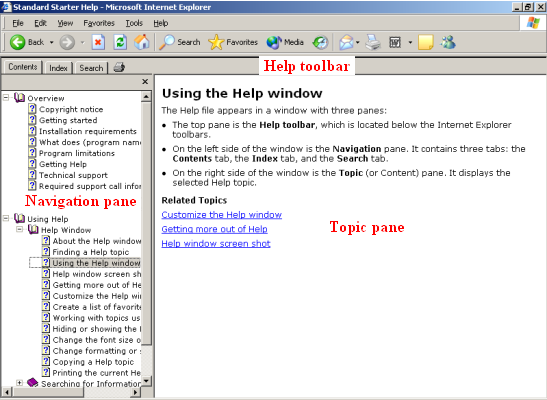 Standard Starter Help - Microsoft Internet Explorer
File Edit View Favorites Tools Help
Back Search Favorites Media
Contents Index Search
Help toolbar
Overview
Copyright notice
Getting started
Installation requirements
What does (program name
Program limitations
Getting Help
Technical support
Required support call infor
Navigation pane
Using Help
Help Window
About the Help window
Finding a Help topic
Using the Help window
Help window screen sh
Getting more out of He
Customize the Help wi
Create a list of favorit
Working with topics us
Hiding or showing the
Change the font size o
Change formatting or
Copying a Help topic
Printing the current He
Searching for Information
Using the Help window
The Help file appears in a window with three panes:
• The top pane is the Help toolbar, which is located below the Internet Explorer
toolbars.
• On the left side of the window is the Navigation pane. It contains three tabs: the
Contents tab, the Index tab, and the Search tab.
• On the right side of the window is the Topic (or Content) pane. It displays the
selected Help topic.
Related Topics
Customize the Help window
Getting more out of Help
Help window screen shot
Topic pane